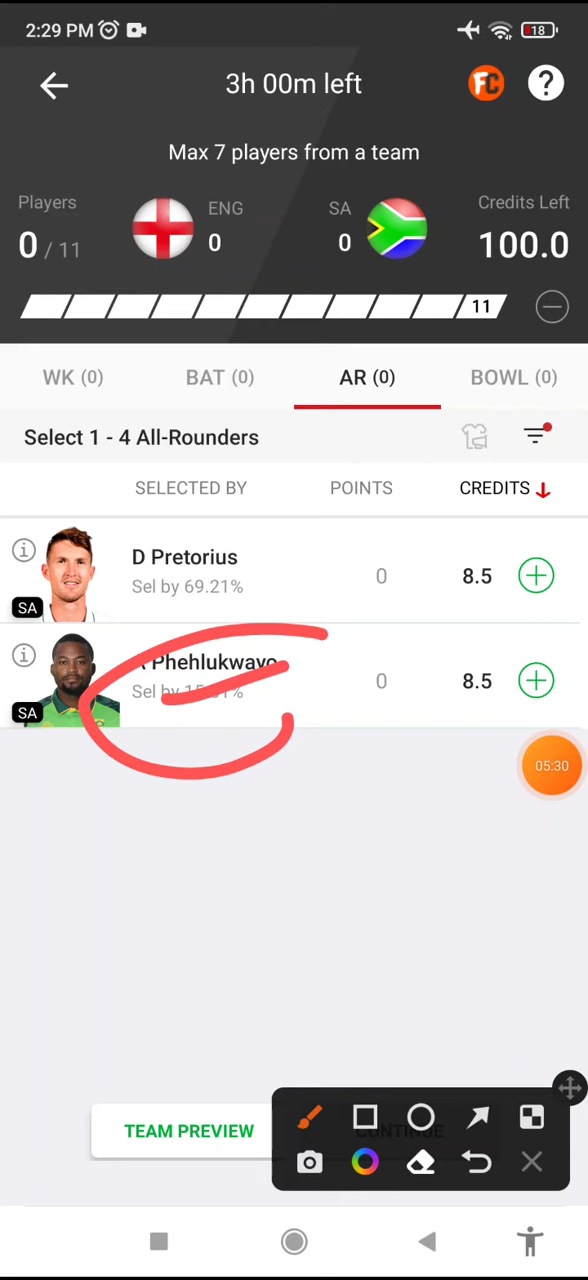 2:29 PM
18
3h 00m left
FC
?
Max 7 players from a team
Players
ENG
SA
Credits Left
0 / 11
0
0
100.0
11
WK (0)
BAT (0)
AR (0)
BOWL (0)
Select 1 - 4 All-Rounders
SELECTED BY
POINTS
CREDITS
D Pretorius
Sel by 69.21%
0
8.5
SA
Phehlukwayo
Sel by
0
8.5
SA
05:30
TEAM PREVIEW
CONTINUE